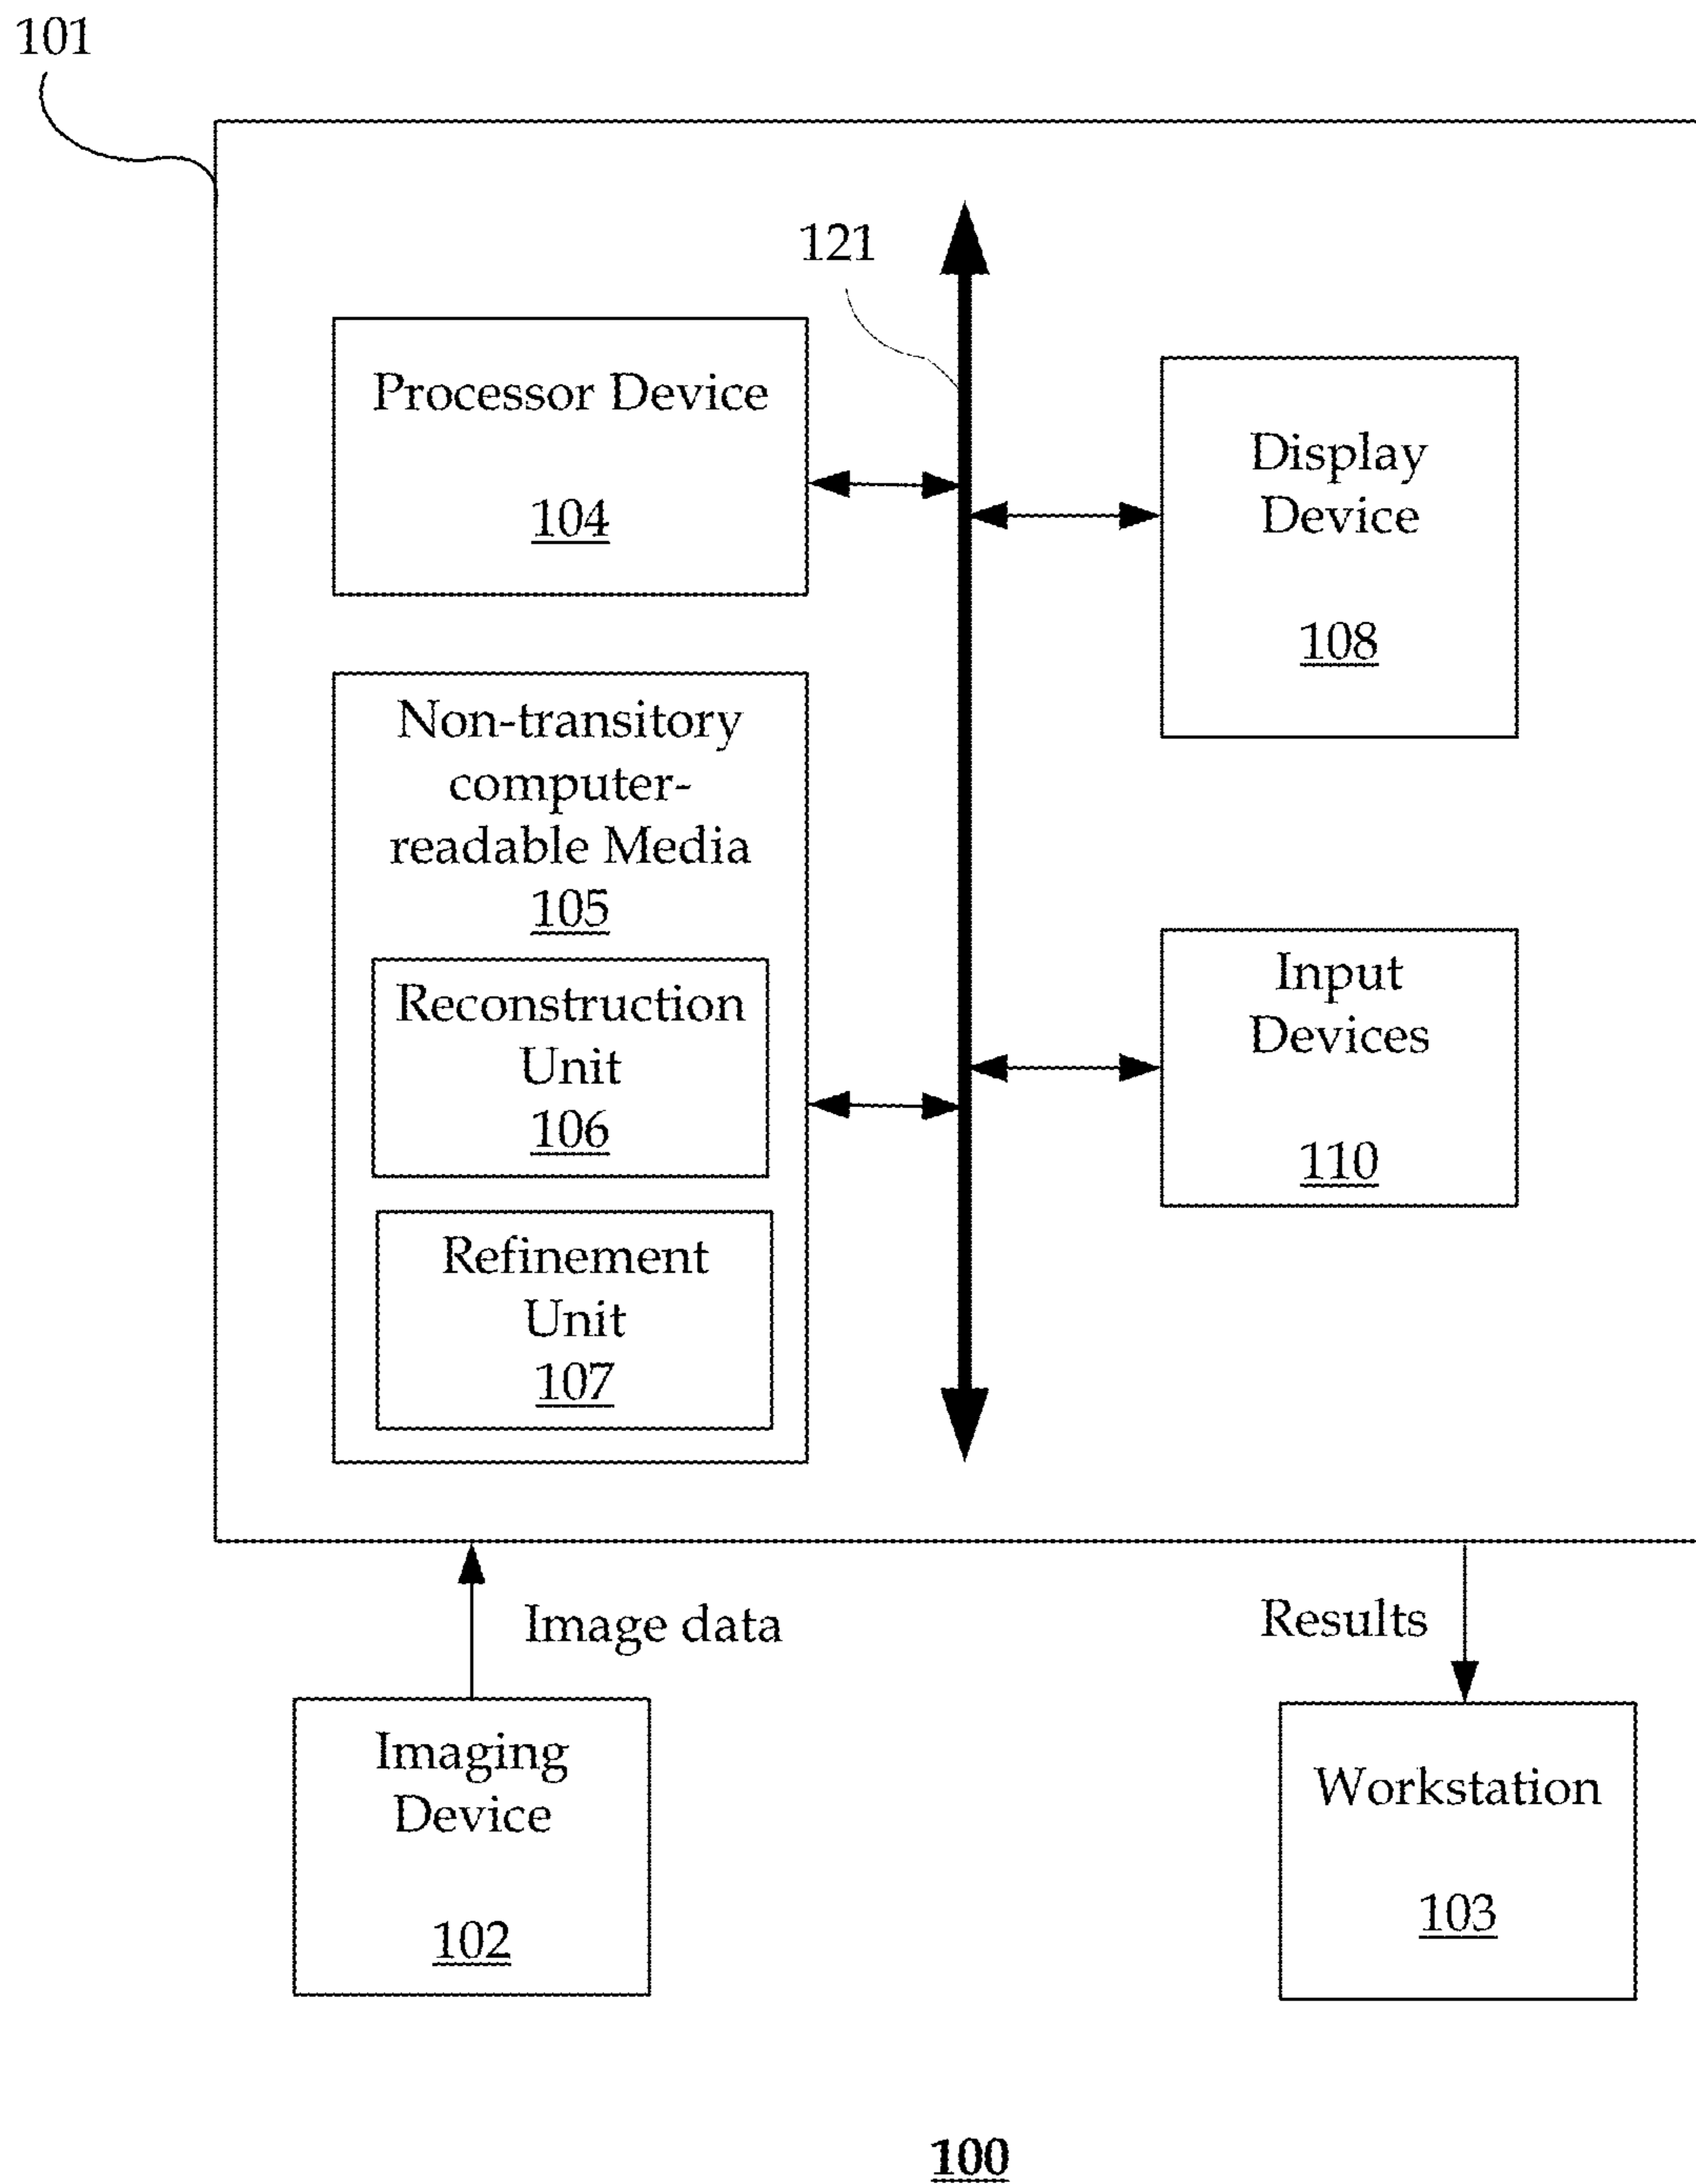 101
121
Processor Device
104
Display
Device
108
Non-transitory
computer-
readable Media
105
Reconstruction
Unit
106
Refinement
Unit
107
Input
Devices
110
Image data
Results
Imaging
Device
102
Workstation
103
100